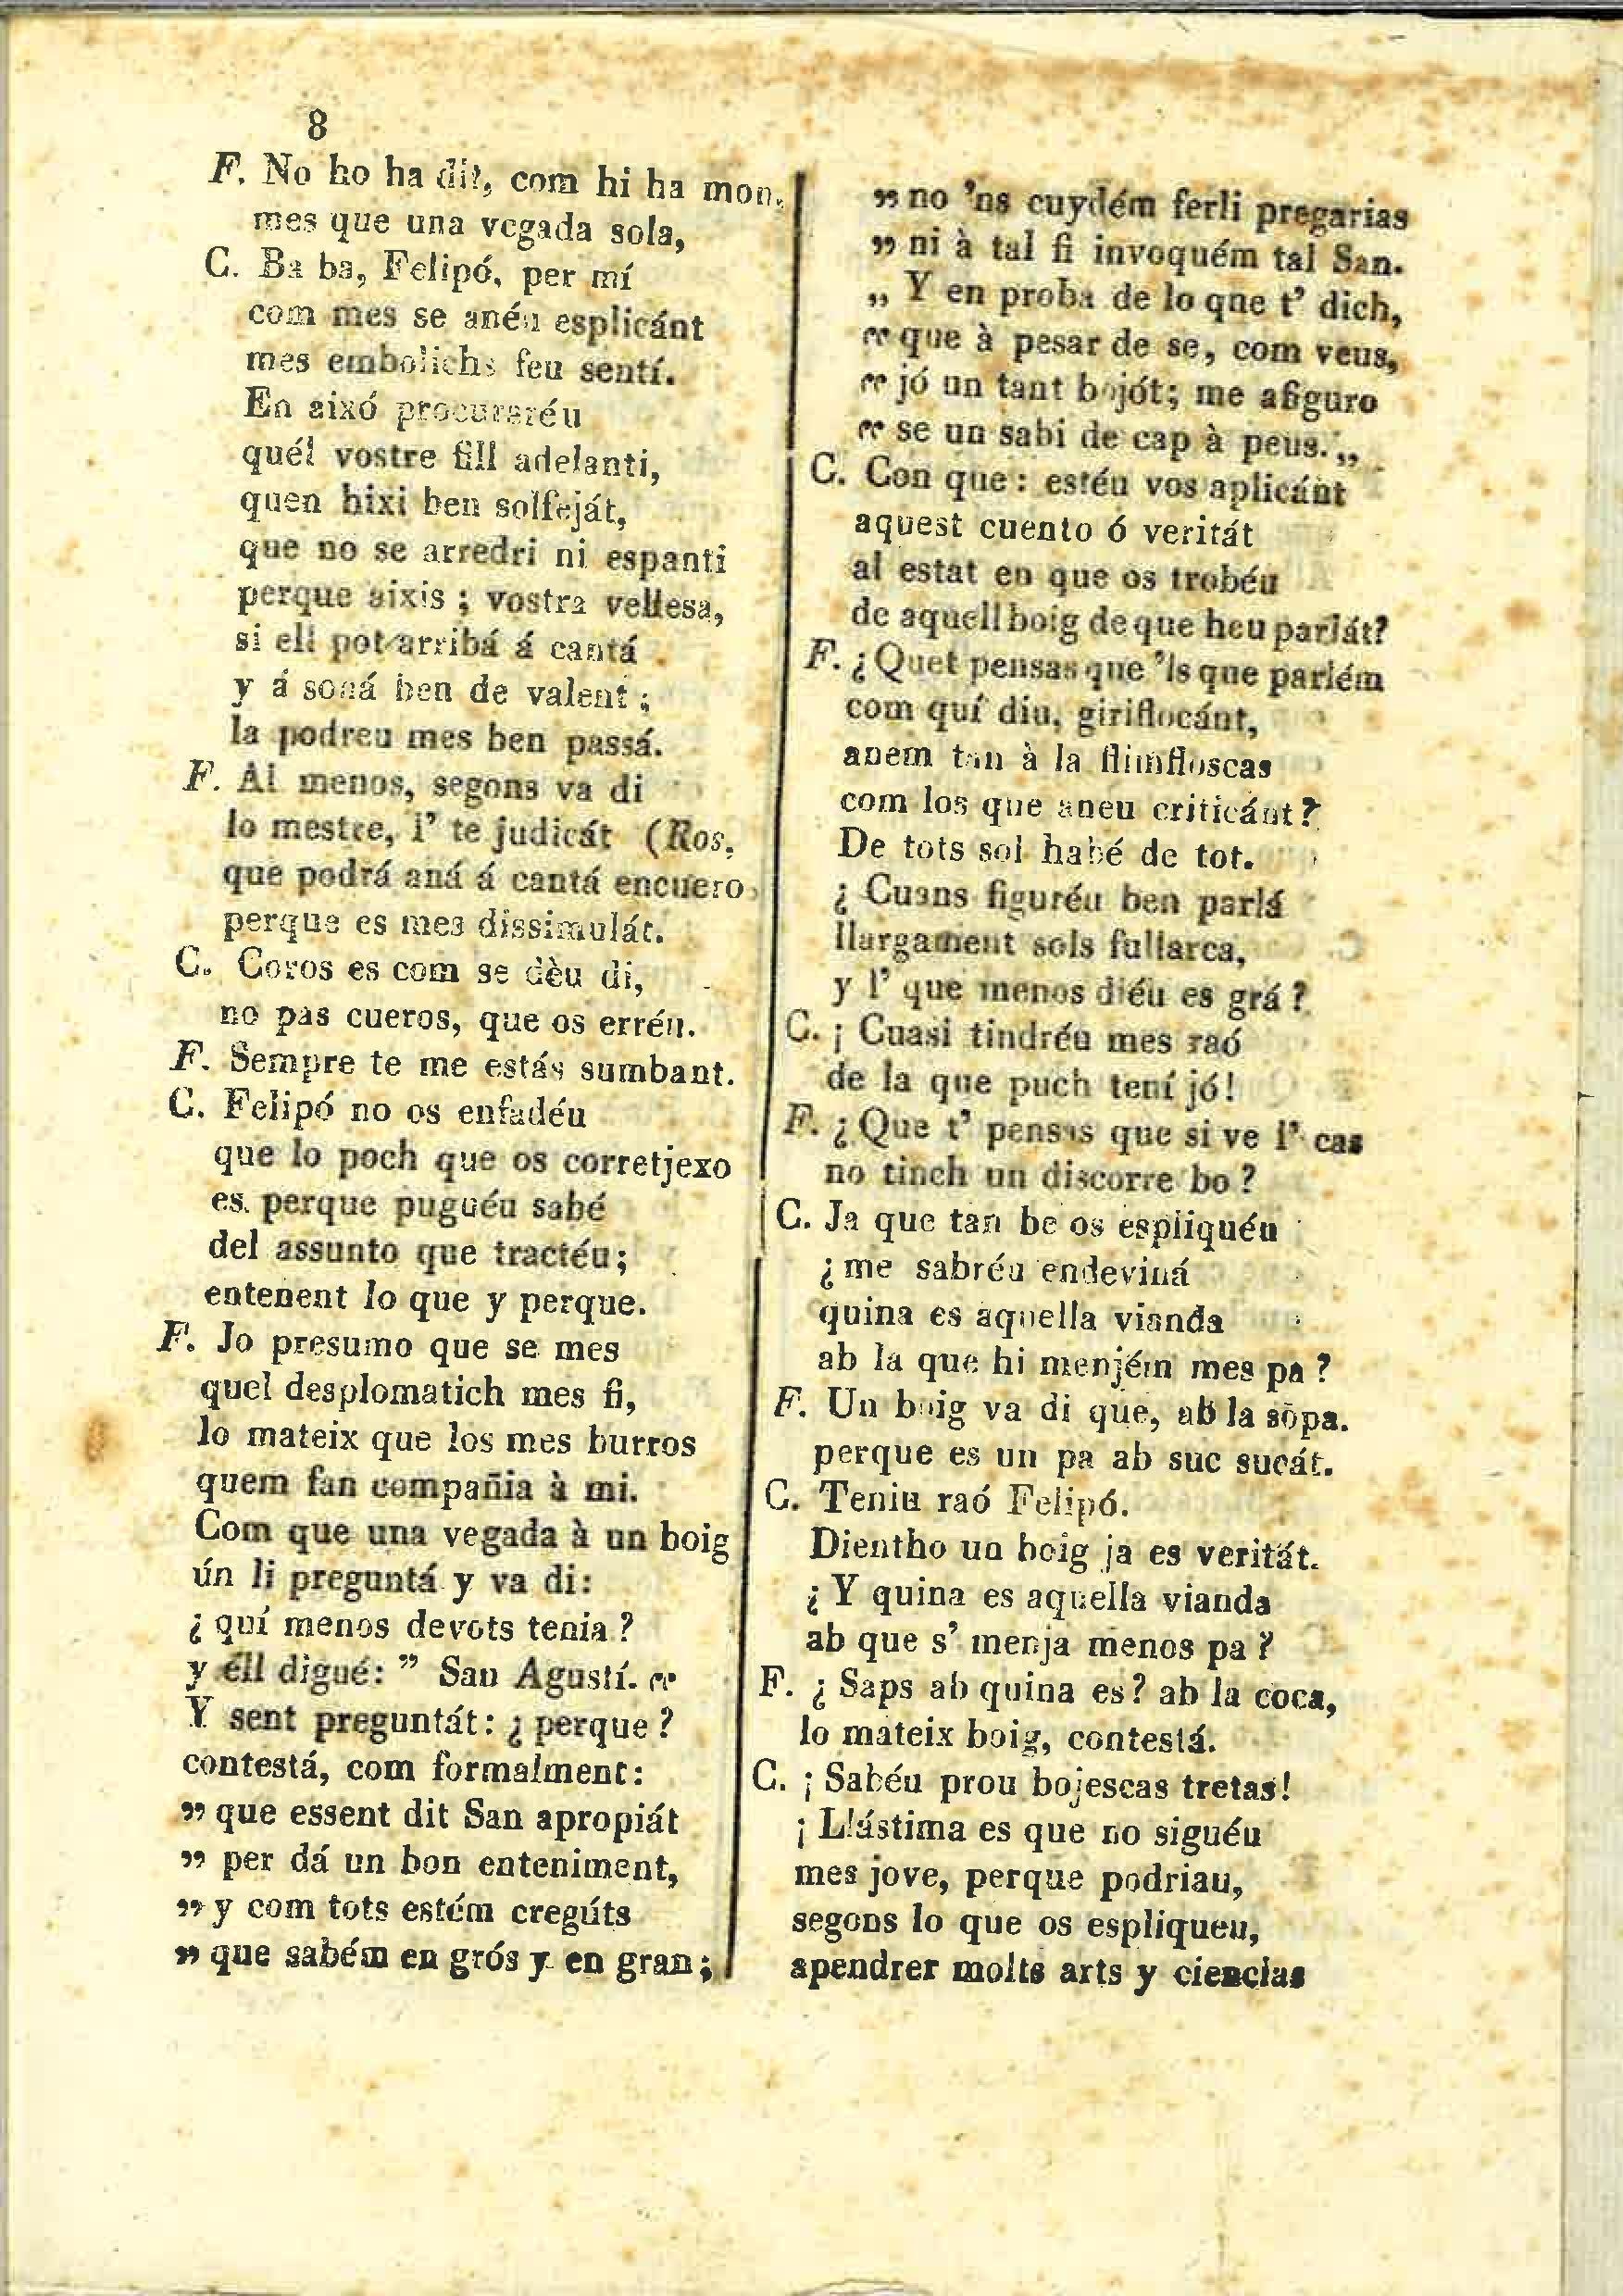 8
F. No ho ha dit, com hi ha mon,
mes que una vegada sola,
C. Ba ba, Felipó, per mí
com mes se anéu esplicánt
mes embolichs feu sentí.
En aixó procuraréu
quél vostre fill adelanti,
quen hixi ben solfeját,
que no se arredri ni espanti
perque aixis ; vostra vellesa,
si ell pot arribá á cantá
y á soná ben de valent ;
la podreu mes ben passá.
F. Al menos, segons va di
lo mestre, l' te judicát (Ros,
que podrá aná á cantá encuero
perque es mes dissimulát.
C. Coros es com se dèu di,
no pas cueros, que os erréu.
F. Sempre te me estás sumbant.
C. Felipó no os enfadéu
que lo poch que os corretjexo
es. perque puguéu sabé
del assunto que tractéu;
entenent lo que y perque.
F. Jo presumo que se mes
quel desplomatich mes fi,
lo mateix que los mes burros
quem fan compañia à mi.
Com que una vegada à un boig
ún li preguntá y va di:
¿ quí menos devots tenia ?
y éll digué: ” San Agustí. „
Y sent preguntát: ¿ perque ?
contestá, com formalment:
” que essent dit San apropiát
” per dá un bon enteniment,
” y com tots estém cregúts
” que sabém en grós y en gran ;
” no 'ns cuydém ferli pregarias
” ni à tal fi invoquém tal San.
„ Y en proba de lo qne t' dich,
„ que à pesar de se, com veus,
„ jó un tant bojót; me afiguro
„ se un sabi de cap à peus. „
C. Con que : estéu vos aplicánt
aquest cuento ó veritát
al estat en que os trobéu
de aquell boig de que heu parlát?
F. ¿ Quet pensas que 'ls que parlém
com quí diu, giriflocánt,
anem tan à la flimfloscas
com los que aneu criticánt ?
De tots sol habé de tot.
¿ Cuans figuréu ben parlá
llargament sols fullarca,
y l' que menos diéu es grá ?
C. ¡ Cuasi tindréu mes raó
de la que puch tení jó !
F. ¿ Que t' pensas que si ve l' cas
no tinch un discorre bo ?
C. Ja que tan be os espliquéu
¿ me sabréu endeviná
quina es aquella vianda
ab la que hi menjém mes pa ?
F. Un boig va di que, ab la sopa.
perque es un pa ab suc sucát.
C. Teniu raó Felipó.
Dientho un boig ja es veritát.
¿ Y quina es aquella vianda
ab que s' menja menos pa ?
F. ¿ Saps ab quina es ? ab la coca,
lo mateix boig, contestá.
C. ¡ Sabéu prou bojescas tretas !
¡ Llástima es que no siguéu
mes jove, perque podriau,
segons lo que os espliqueu,
apendrer molts arts y ciencias